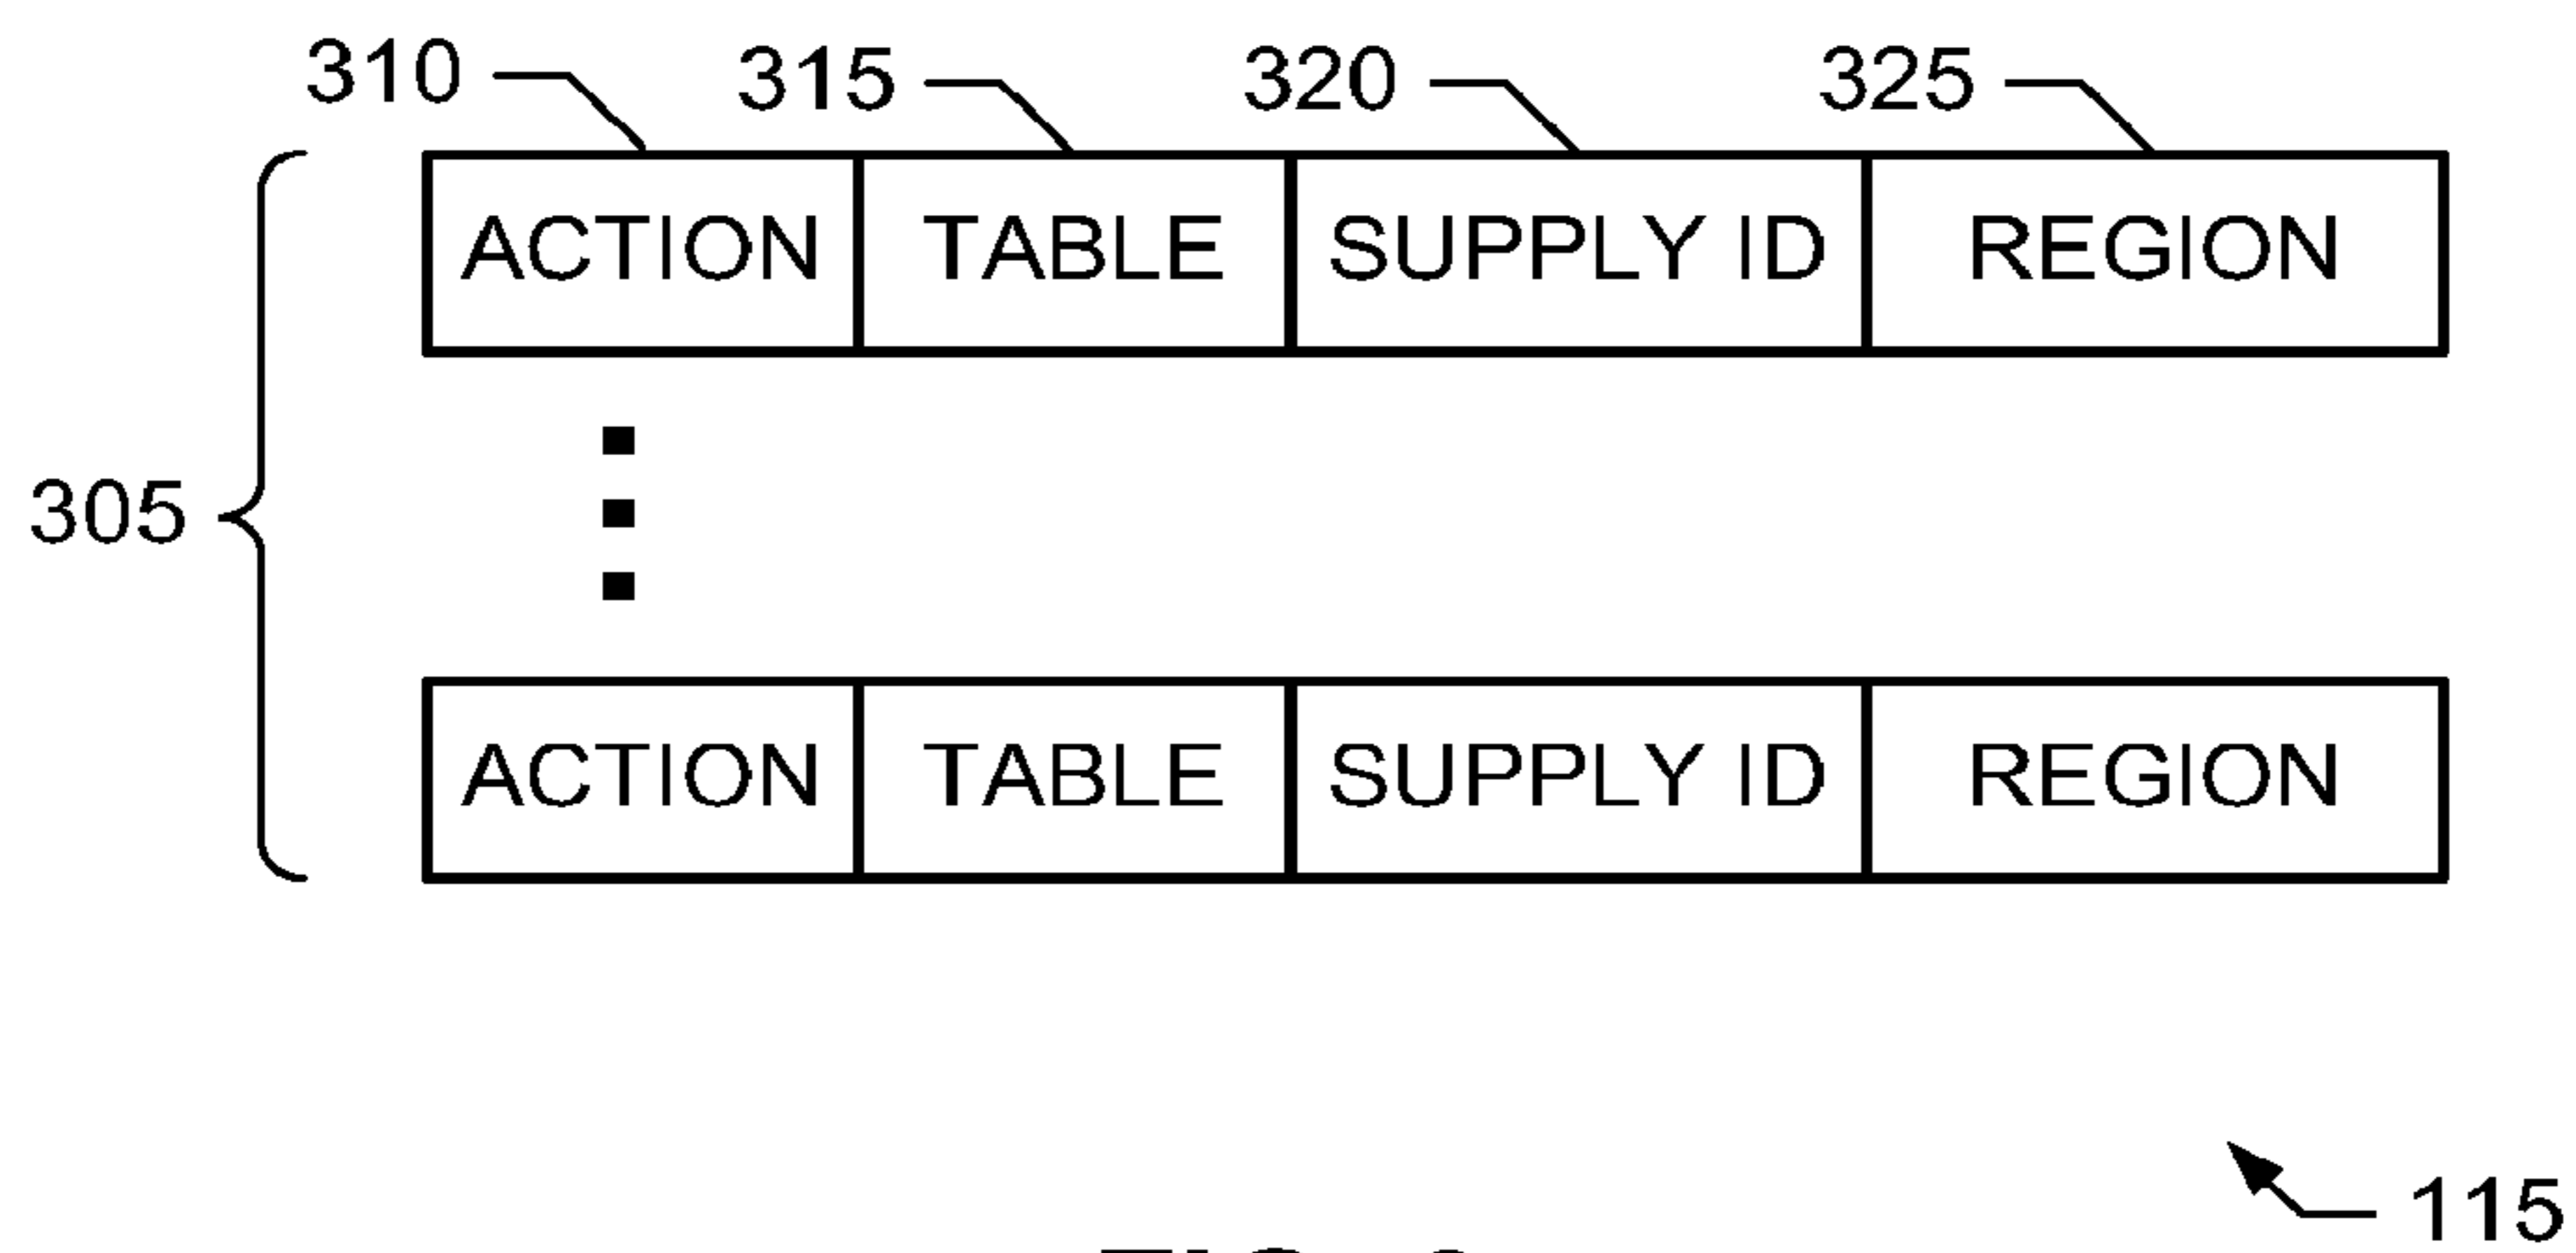 310 315 320 325
ACTION TABLE SUPPLY ID REGION
305
ACTION TABLE SUPPLY ID REGION
115